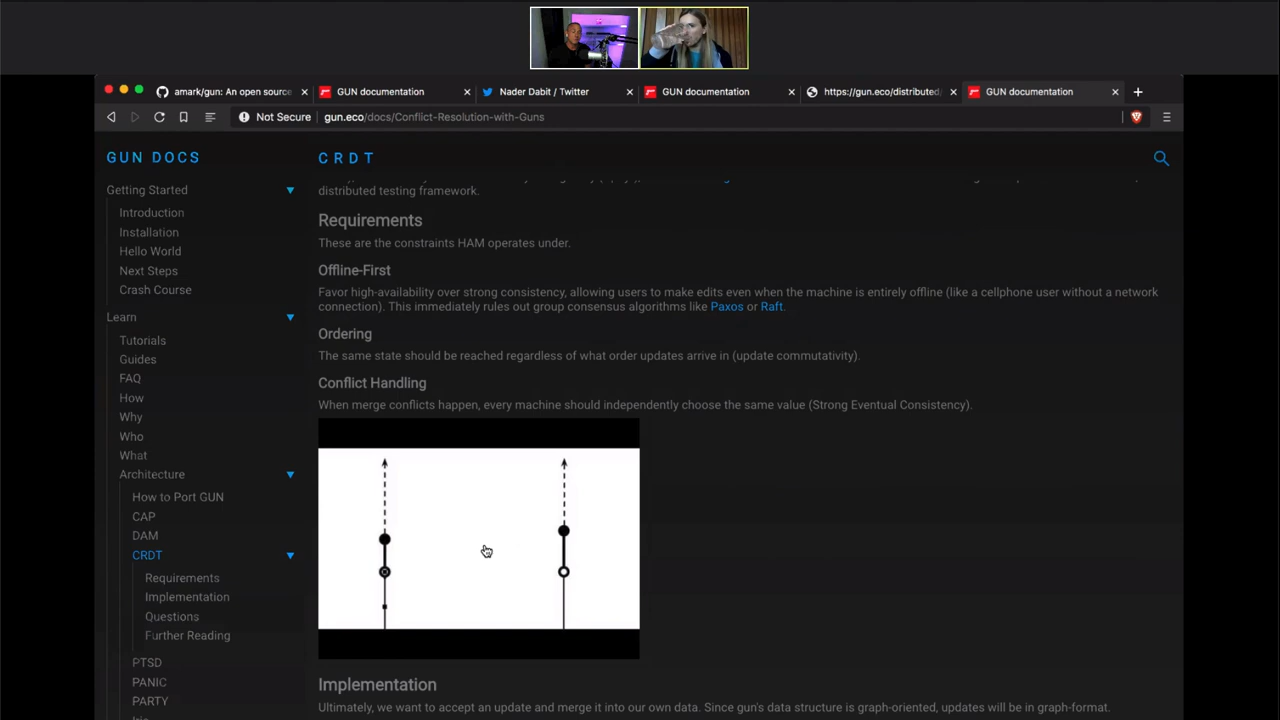 amark/gun: An open source
GUN documentation
Nader Dabit / Twitter
GUN documentation
https://gun.eco/distributed/
GUN documentation
Not Secure
gun.eco/docs/Conflict-Resolution-with-Guns
GUN DOCS
Getting Started
Introduction
Installation
Hello World
Next Steps
Crash Course
Learn
Tutorials
Guides
FAQ
How
Why
Who
What
Architecture
How to Port GUN
CAP
DAM
CRDT
Requirements
Implementation
Questions
Further Reading
PTSD
PANIC
PARTY
CRDT
distributed testing framework.
Requirements
These are the constraints HAM operates under.
Offline-First
Favor high-availability over strong consistency, allowing users to make edits even when the machine is entirely offline (like a cellphone user without a network
connection). This immediately rules out group consensus algorithms like Paxos or Raft.
Ordering
The same state should be reached regardless of what order updates arrive in (update commutativity).
Conflict Handling
When merge conflicts happen, every machine should independently choose the same value (Strong Eventual Consistency).
Implementation
Ultimately, we want to accept an update and merge it into our own data. Since gun's data structure is graph-oriented, updates will be in graph-format.